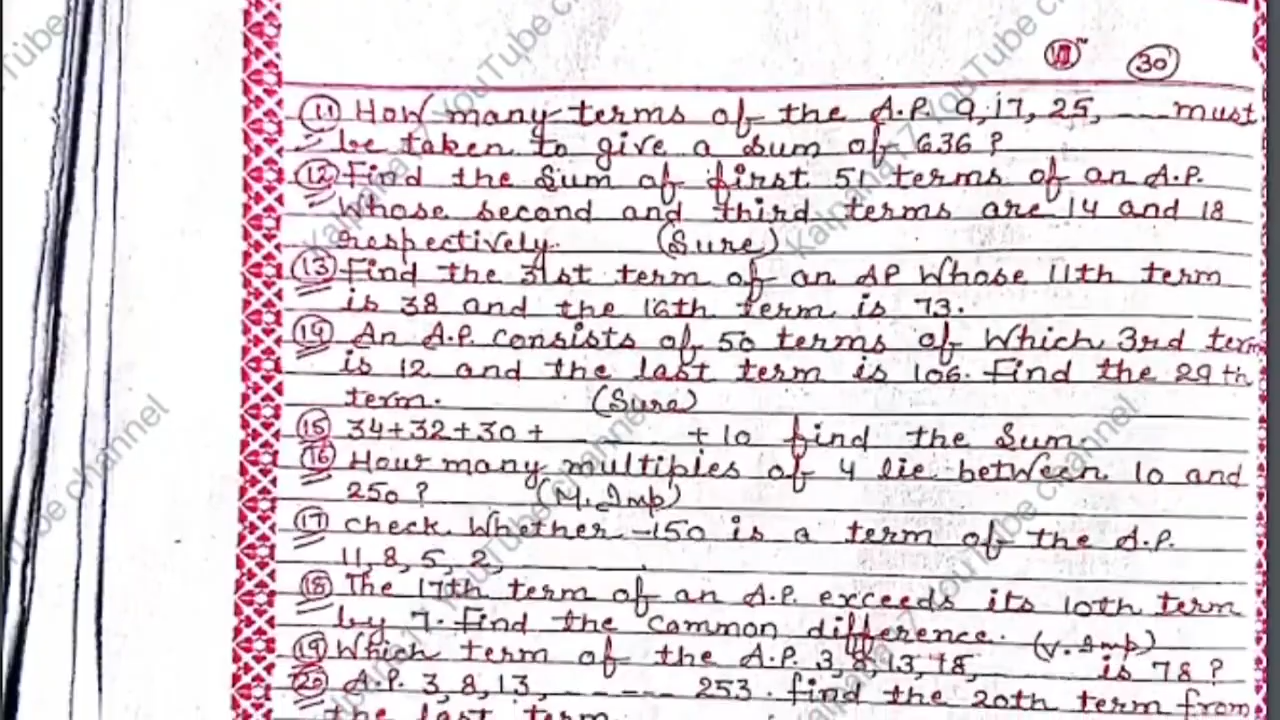 VII 30
(11) How many terms of the A.P. 9,17, 25, --- must
be taken to give a sum of 636 ?
(12) Find the Sum of first 51 terms of an A.P.
Whose second and third terms are 14 and 18
respectively. (Sure)
(13) Find the 31st term of an AP Whose 11th term
is 38 and the 16th term is 73.
(14) An A.P. consists of 50 terms of Which 3rd term
is 12 and the last term is 106. Find the 29th
term. (Sure)
(15) 34+32+30+ ------ +10 find the Sum.
(16) How many multiples of 4 lie between 10 and
250 ? (M.Imp)
(17) check Whether -150 is a term of the A.P.
11, 8, 5, 2, ------
(18) The 17th term of an A.P. exceeds its 10th term
by 7. Find the common difference. (V.Imp)
(19) Which term of the A.P. 3,8,13,18, ------ is 78 ?
(20) A.P. 3, 8, 13, ------ 253. find the 20th term from
the last term.